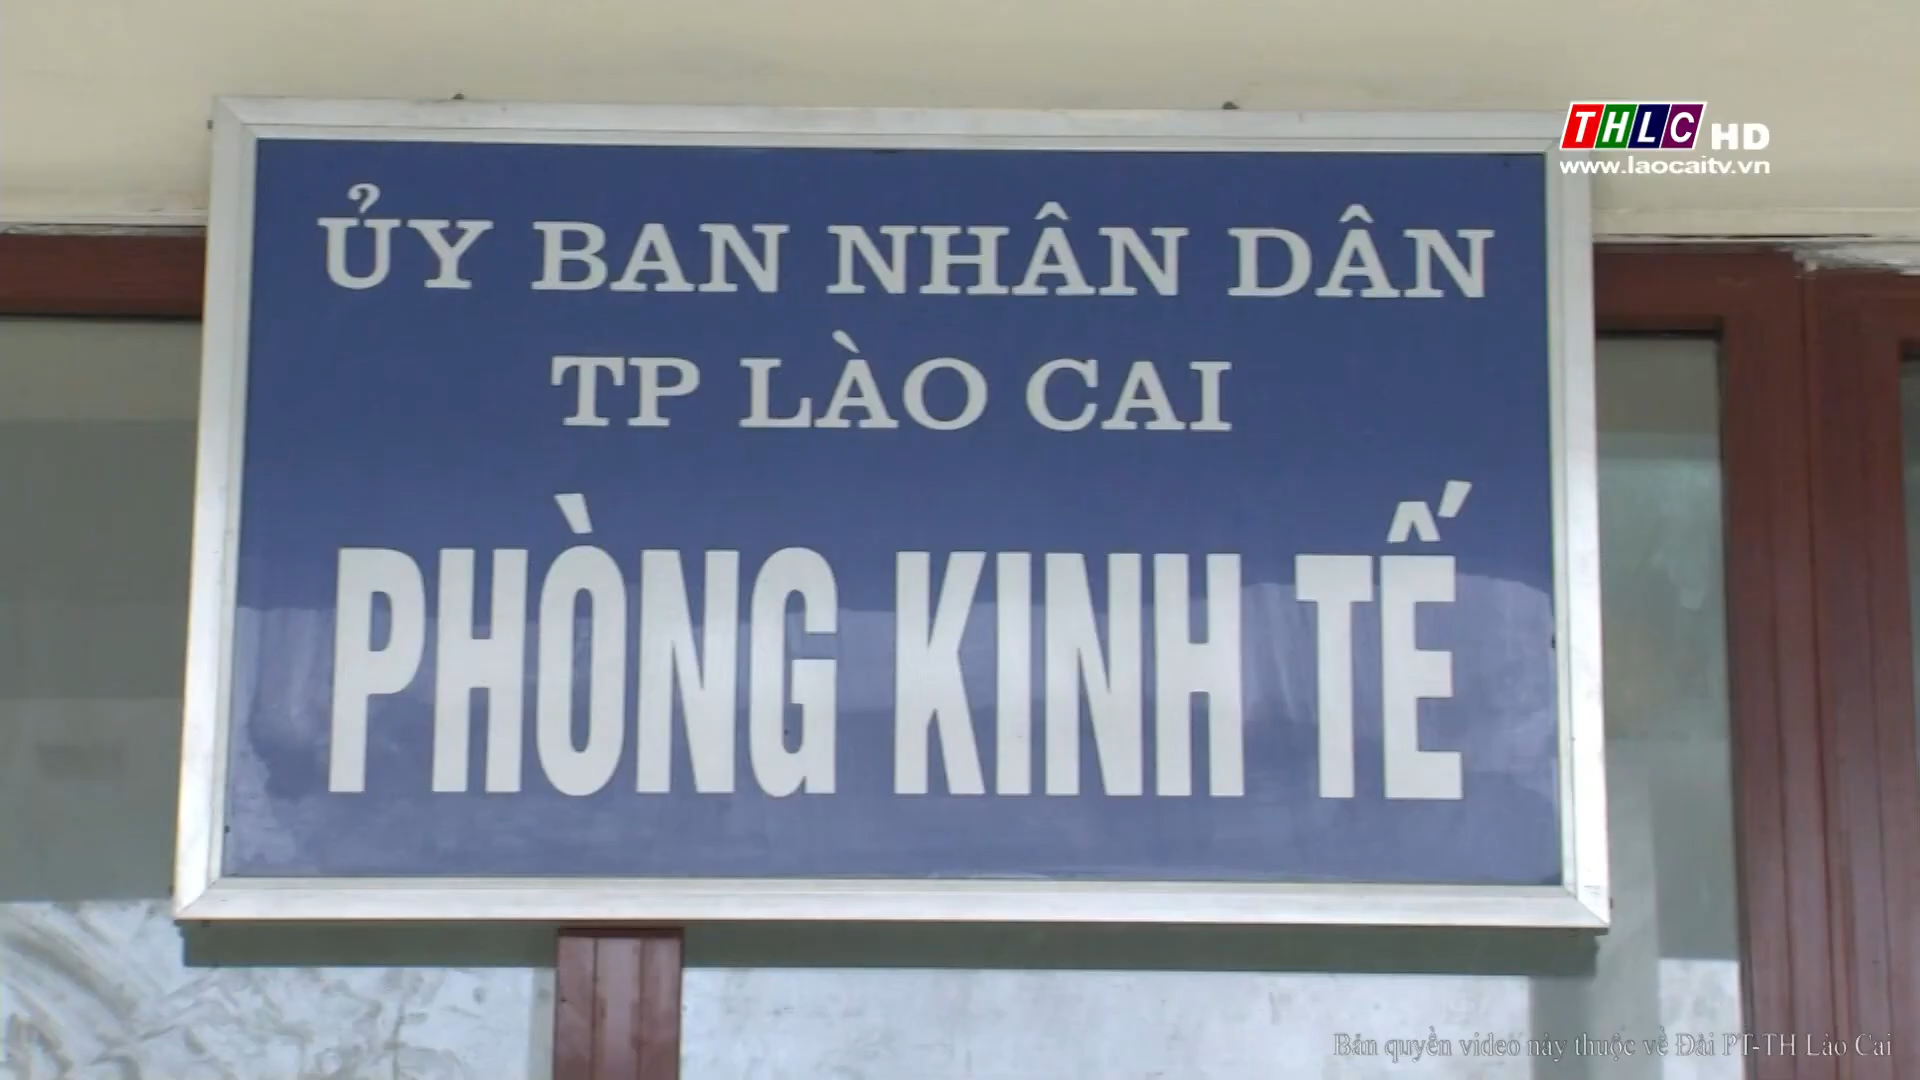 THLC HD
www.laocaitv.vn
ỦY BAN NHÂN DÂN
TP LÀO CAI
PHÒNG KINH TẾ
Bản quyền video này thuộc về Đài PT-TH Lào Cai